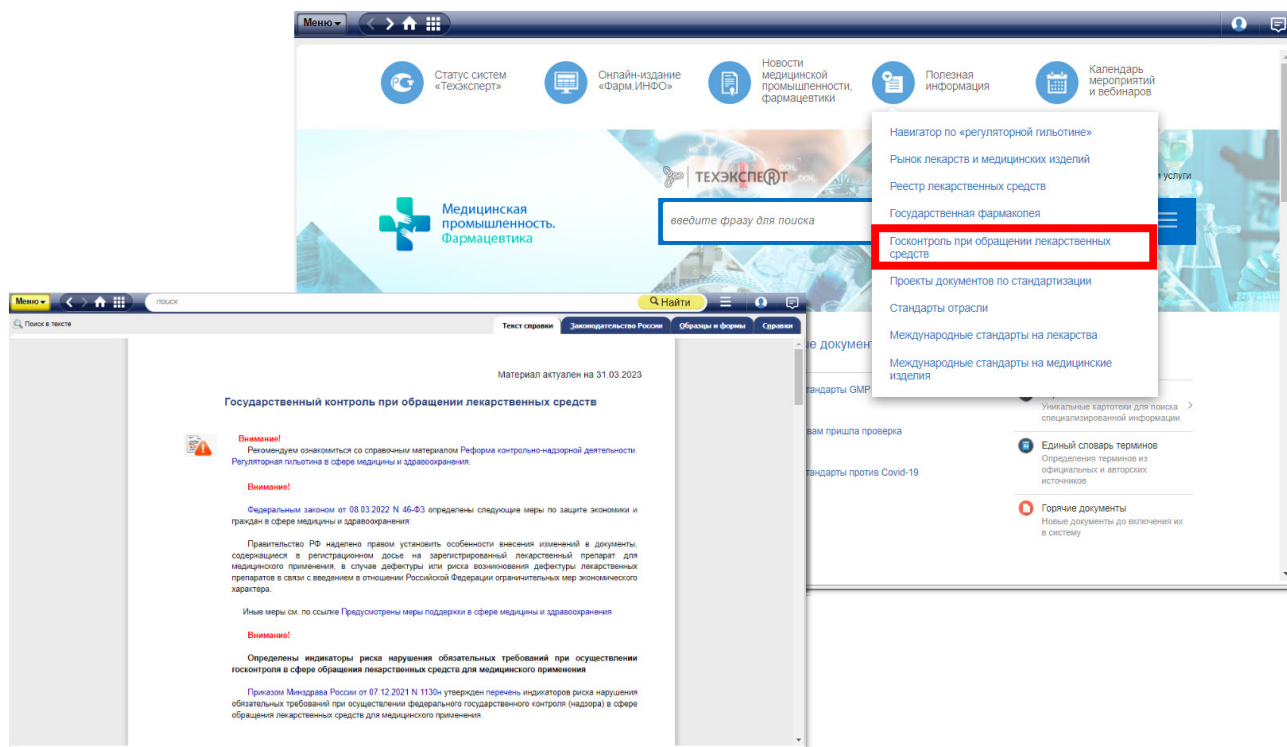 Меню
Статус систем
«Техэксперт»
Онлайн-издание
«Фарм.ИНФО»
Новости
медицинской
промышленности,
фармацевтики
Полезная
информация
Календарь
мероприятий
и вебинаров
Навигатор по «регуляторной гильотине»
Рынок лекарств и медицинских изделий
Реестр лекарственных средств
Государственная фармакопея
Госконтроль при обращении лекарственных
средств
Проекты документов по стандартизации
Стандарты отрасли
Международные стандарты на лекарства
Международные стандарты на медицинские
изделия
ТЕХЭКСПЕRТ
услуги
Медицинская
промышленность.
Фармацевтика
введите фразу для поиска
ые докумен
тандарты GMP
вам пришла проверка
тандарты против Covid-19
Уникальные картотеки для поиска
специализированной информации
Единый словарь терминов
Определения терминов из
официальных и авторских
источников
Горячие документы
Новые документы до включения их
в систему
Меню
поиск
Найти
Поиск в тексте
Текст справки
Законодательство России
Образцы и формы
Справки
Материал актуален на 31.03.2023
Государственный контроль при обращении лекарственных средств
Внимание!
Рекомендуем ознакомиться со справочным материалом Реформа контрольно-надзорной деятельности.
Регуляторная гильотина в сфере медицины и здравоохранения.
Внимание!
Федеральным законом от 08.03.2022 N 46-ФЗ определены следующие меры по защите экономики и
граждан в сфере медицины и здравоохранения:
Правительство РФ наделено правом установить особенности внесения изменений в документы,
содержащиеся в регистрационном досье на зарегистрированный лекарственный препарат для
медицинского применения, в случае дефектуры или риска возникновения дефектуры лекарственных
препаратов в связи с введением в отношении Российской Федерации ограничительных мер экономического
характера.
Иные меры см. по ссылке Предусмотрены меры поддержки в сфере медицины и здравоохранения
Внимание!
Определены индикаторы риска нарушения обязательных требований при осуществлении
госконтроля в сфере обращения лекарственных средств для медицинского применения
Приказом Минздрава России от 07.12.2021 N 1130н утвержден перечень индикаторов риска нарушения
обязательных требований при осуществлении федерального государственного контроля (надзора) в сфере
обращения лекарственных средств для медицинского применения.